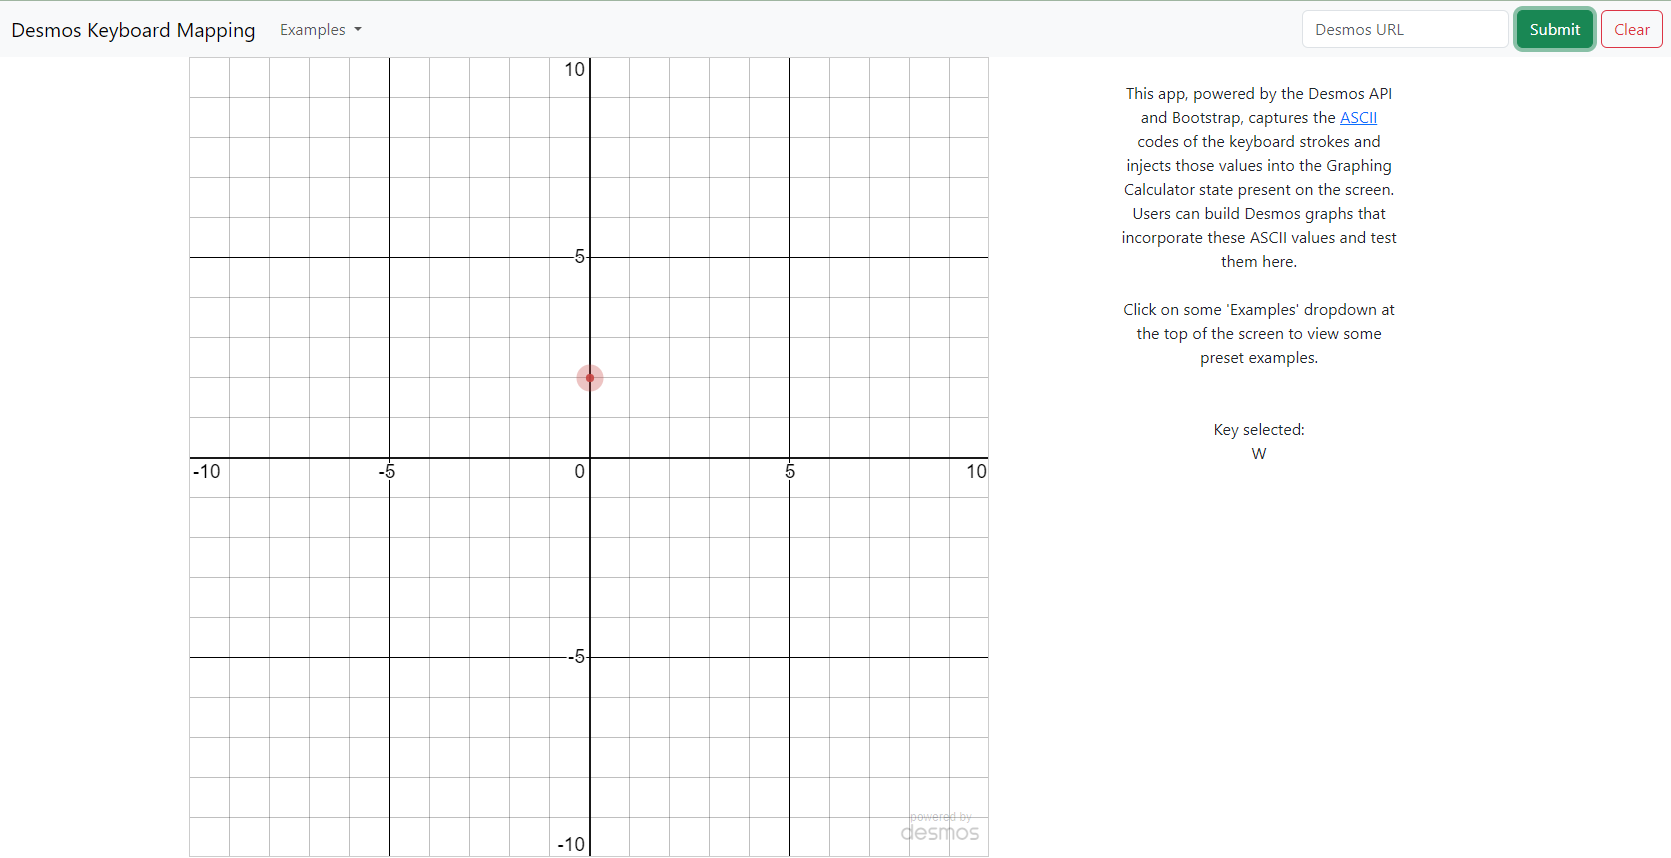 Desmos Keyboard Mapping Examples Desmos URL Submit Clear
10
5
-10 -5 0 5 10
-5
-10
powered by
desmos
This app, powered by the Desmos API
and Bootstrap, captures the ASCII
codes of the keyboard strokes and
injects those values into the Graphing
Calculator state present on the screen.
Users can build Desmos graphs that
incorporate these ASCII values and test
them here.
Click on some 'Examples' dropdown at
the top of the screen to view some
preset examples.
Key selected:
W